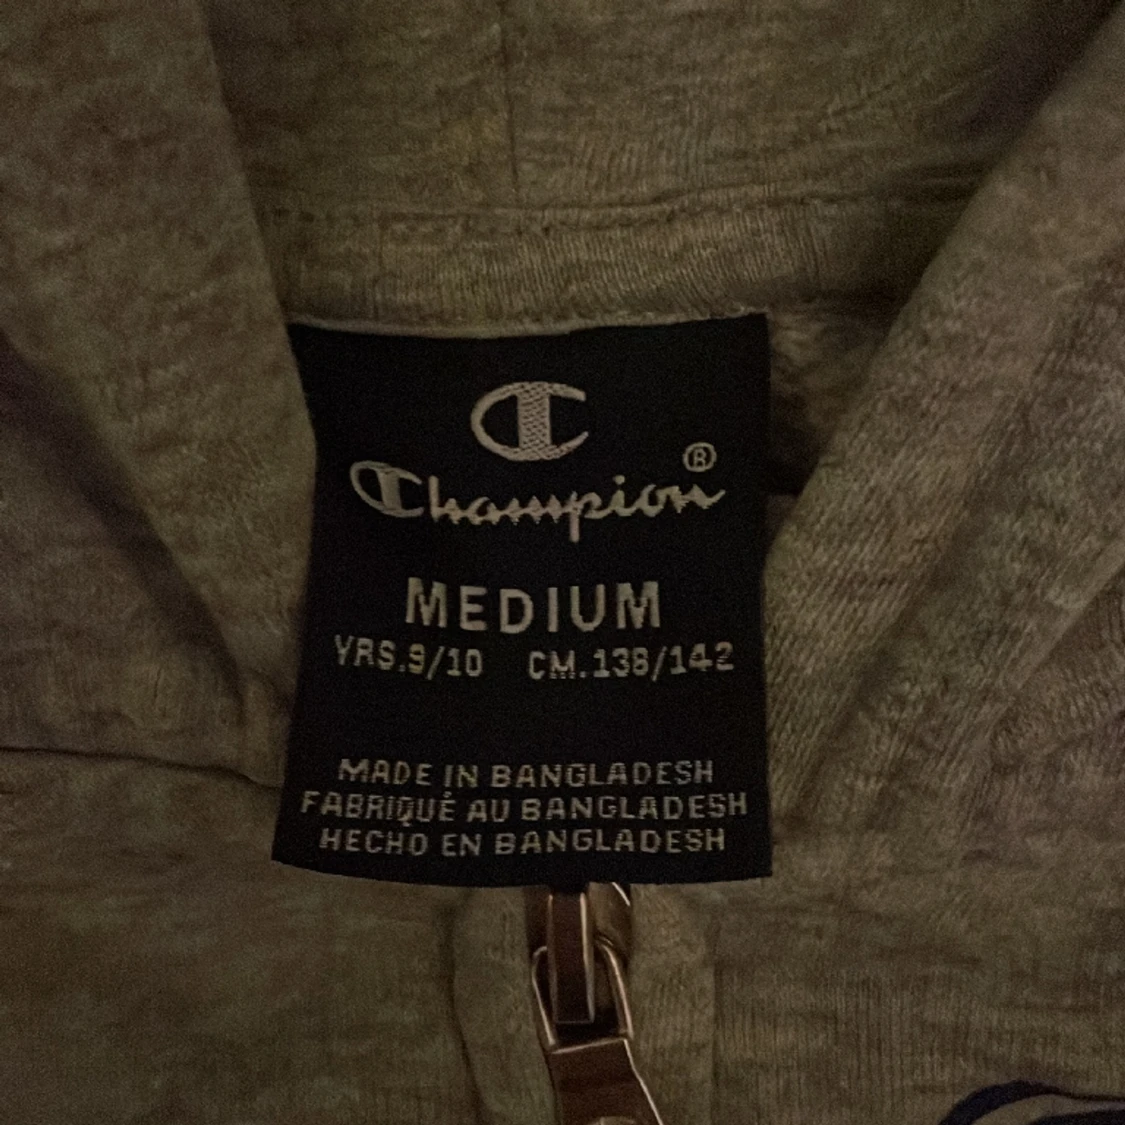 C
Champion®
MEDIUM
YRS.9/10 CM.138/142
MADE IN BANGLADESH
FABRIQUÉ AU BANGLADESH
HECHO EN BANGLADESH